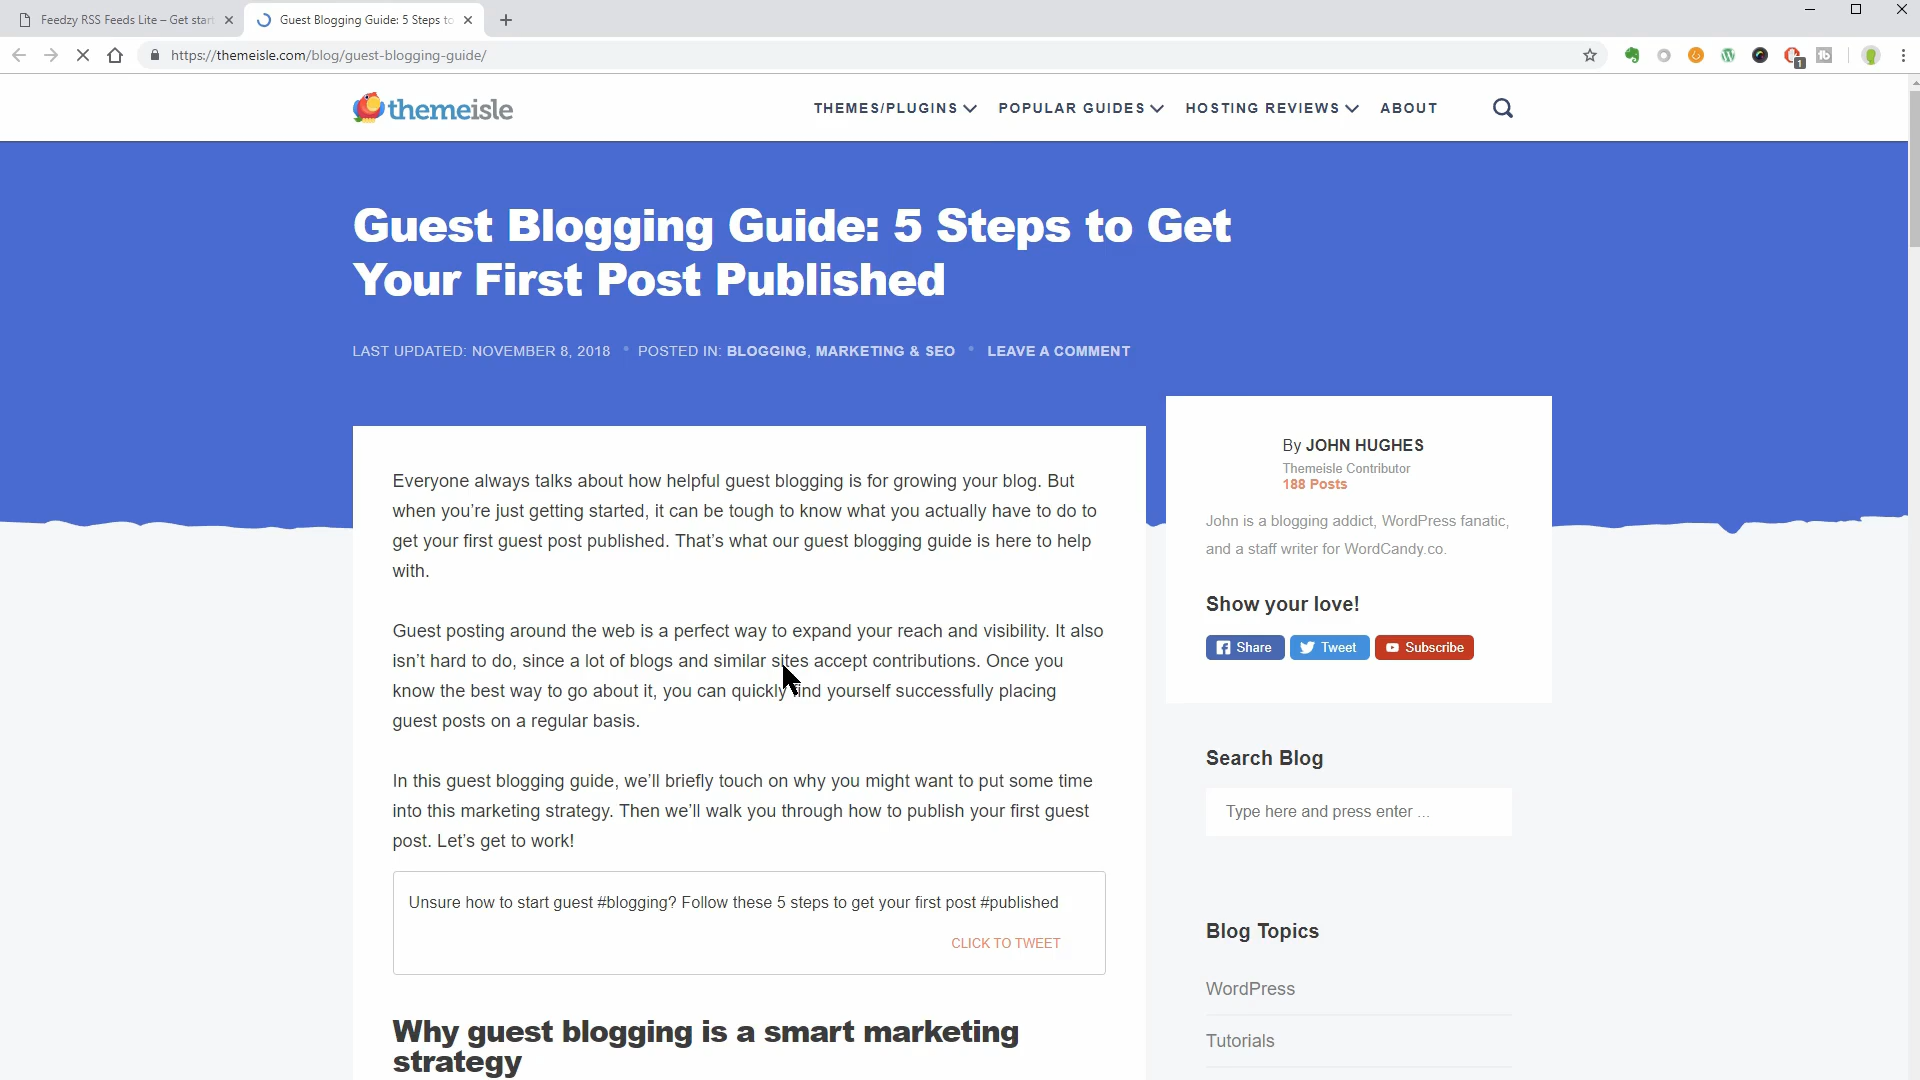 Feedzy RSS Feeds Lite – Get star
Guest Blogging Guide: 5 Steps to
https://themeisle.com/blog/guest-blogging-guide/
1
themeisle
THEMES/PLUGINS
POPULAR GUIDES
HOSTING REVIEWS
ABOUT
Guest Blogging Guide: 5 Steps to Get
Your First Post Published
LAST UPDATED: NOVEMBER 8, 2018 • POSTED IN: BLOGGING, MARKETING & SEO • LEAVE A COMMENT
Everyone always talks about how helpful guest blogging is for growing your blog. But
when you’re just getting started, it can be tough to know what you actually have to do to
get your first guest post published. That’s what our guest blogging guide is here to help
with.
Guest posting around the web is a perfect way to expand your reach and visibility. It also
isn’t hard to do, since a lot of blogs and similar sites accept contributions. Once you
know the best way to go about it, you can quickly find yourself successfully placing
guest posts on a regular basis.
In this guest blogging guide, we’ll briefly touch on why you might want to put some time
into this marketing strategy. Then we’ll walk you through how to publish your first guest
post. Let’s get to work!
Unsure how to start guest #blogging? Follow these 5 steps to get your first post #published
CLICK TO TWEET
Why guest blogging is a smart marketing
strategy
By JOHN HUGHES
Themeisle Contributor
188 Posts
John is a blogging addict, WordPress fanatic,
and a staff writer for WordCandy.co.
Show your love!
Share
Tweet
Subscribe
Search Blog
Type here and press enter ...
Blog Topics
WordPress
Tutorials